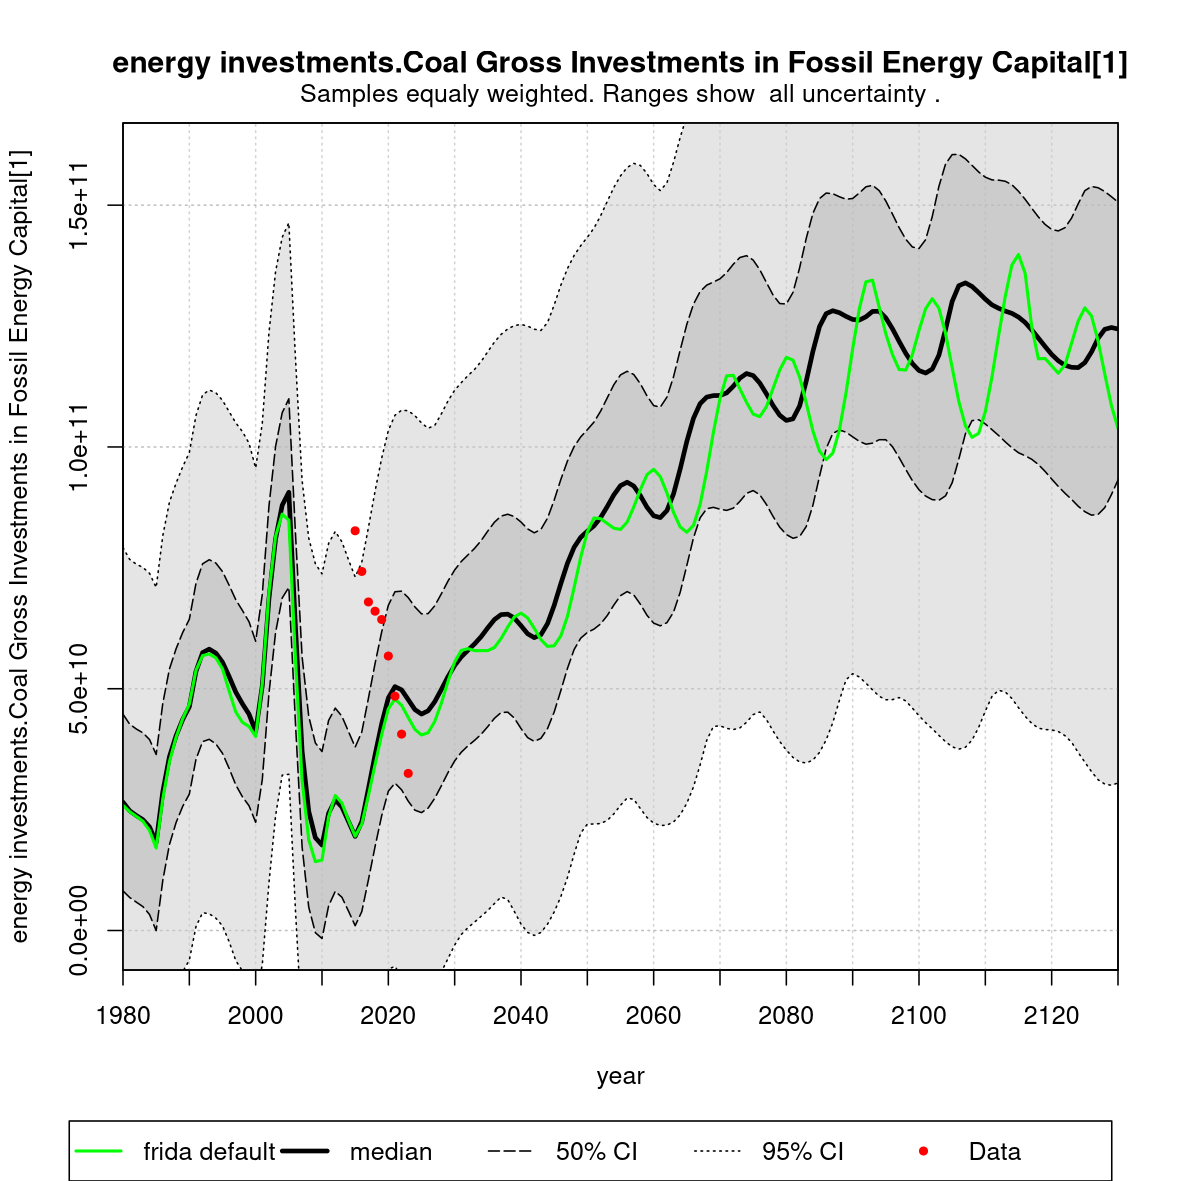 energy investments.Coal Gross Investments in Fossil Energy Capital[1]
Samples equaly weighted. Ranges show  all uncertainty .
energy investments.Coal Gross Investments in Fossil Energy Capital[1]
1.5e+11
1.0e+11
5.0e+10
0.0e+00
1980 2000 2020 2040 2060 2080 2100 2120
year
frida default median 50% CI 95% CI Data